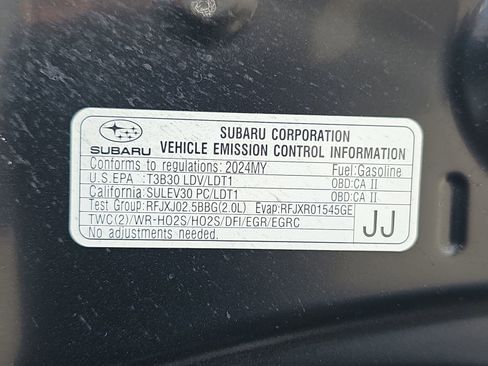 SUBARU CORPORATION
SUBARU VEHICLE EMISSION CONTROL INFORMATION
Conforms to regulations: 2024MY Fuel:Gasoline
U.S.EPA :T3B30 LDV/LDT1 OBD:CA II
California:SULEV30 PC/LDT1 OBD:CA II
Test Group:RFJXJ02.5BBG(2.0L) Evap:RFJXR01545GE
TWC(2)/WR-HO2S/HO2S/DFI/EGR/EGRC
No adjustments needed.
JJ